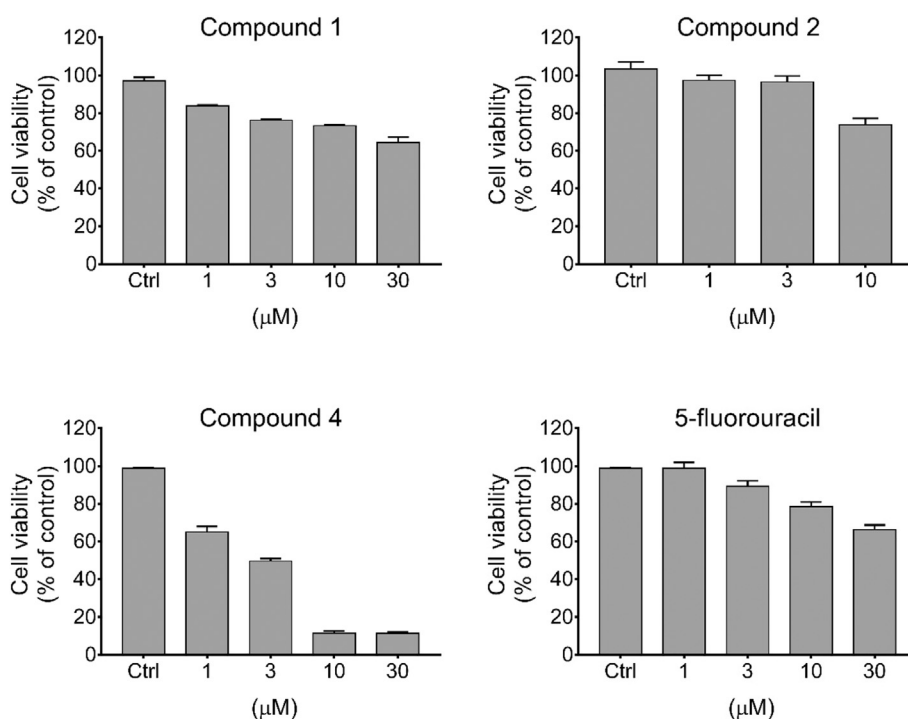 Compound 1
Cell viability
(% of control)
120
100
80
60
40
20
0
Ctrl 1 3 10 30
(μM)
Compound 2
Cell viability
(% of control)
120
100
80
60
40
20
0
Ctrl 1 3 10
(μM)
Compound 4
Cell viability
(% of control)
120
100
80
60
40
20
0
Ctrl 1 3 10 30
(μM)
5-fluorouracil
Cell viability
(% of control)
120
100
80
60
40
20
0
Ctrl 1 3 10 30
(μM)